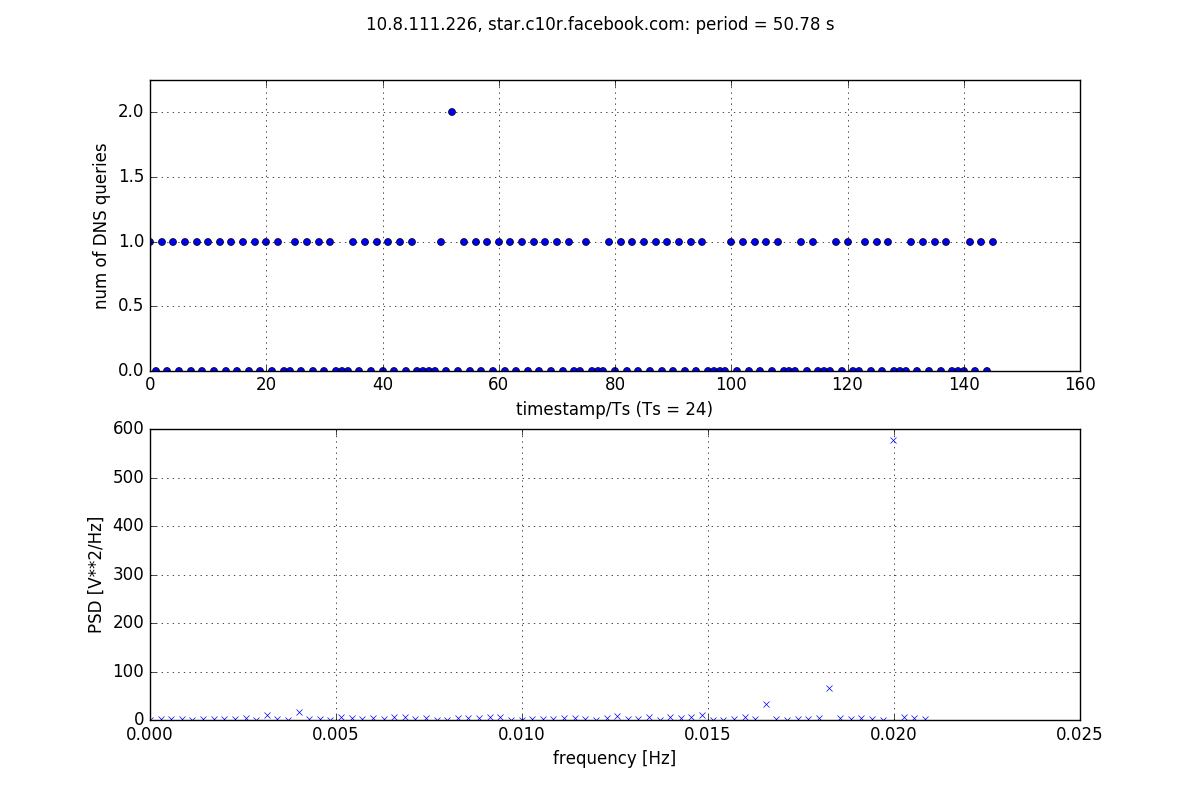 10.8.111.226, star.c10r.facebook.com: period = 50.78 s
2.0
1.5
1.0
0.5
0.0
num of DNS queries
0 20 40 60 80 100 120 140 160
timestamp/Ts (Ts = 24)
600
500
400
300
200
100
0
PSD [V**2/Hz]
0.000 0.005 0.010 0.015 0.020 0.025
frequency [Hz]